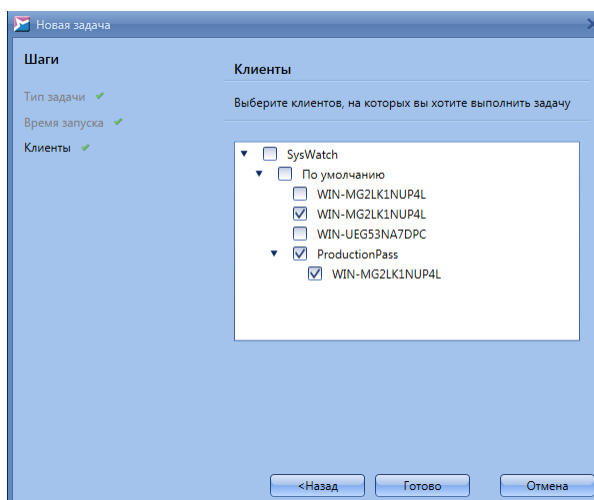 Новая задача
Шаги
Тип задачи
Время запуска
Клиенты
Клиенты
Выберите клиентов, на которых вы хотите выполнить задачу
SysWatch
По умолчанию
WIN-MG2LK1NUP4L
WIN-MG2LK1NUP4L
WIN-UEG53NA7DPC
ProductionPass
WIN-MG2LK1NUP4L
<Назад
Готово
Отмена